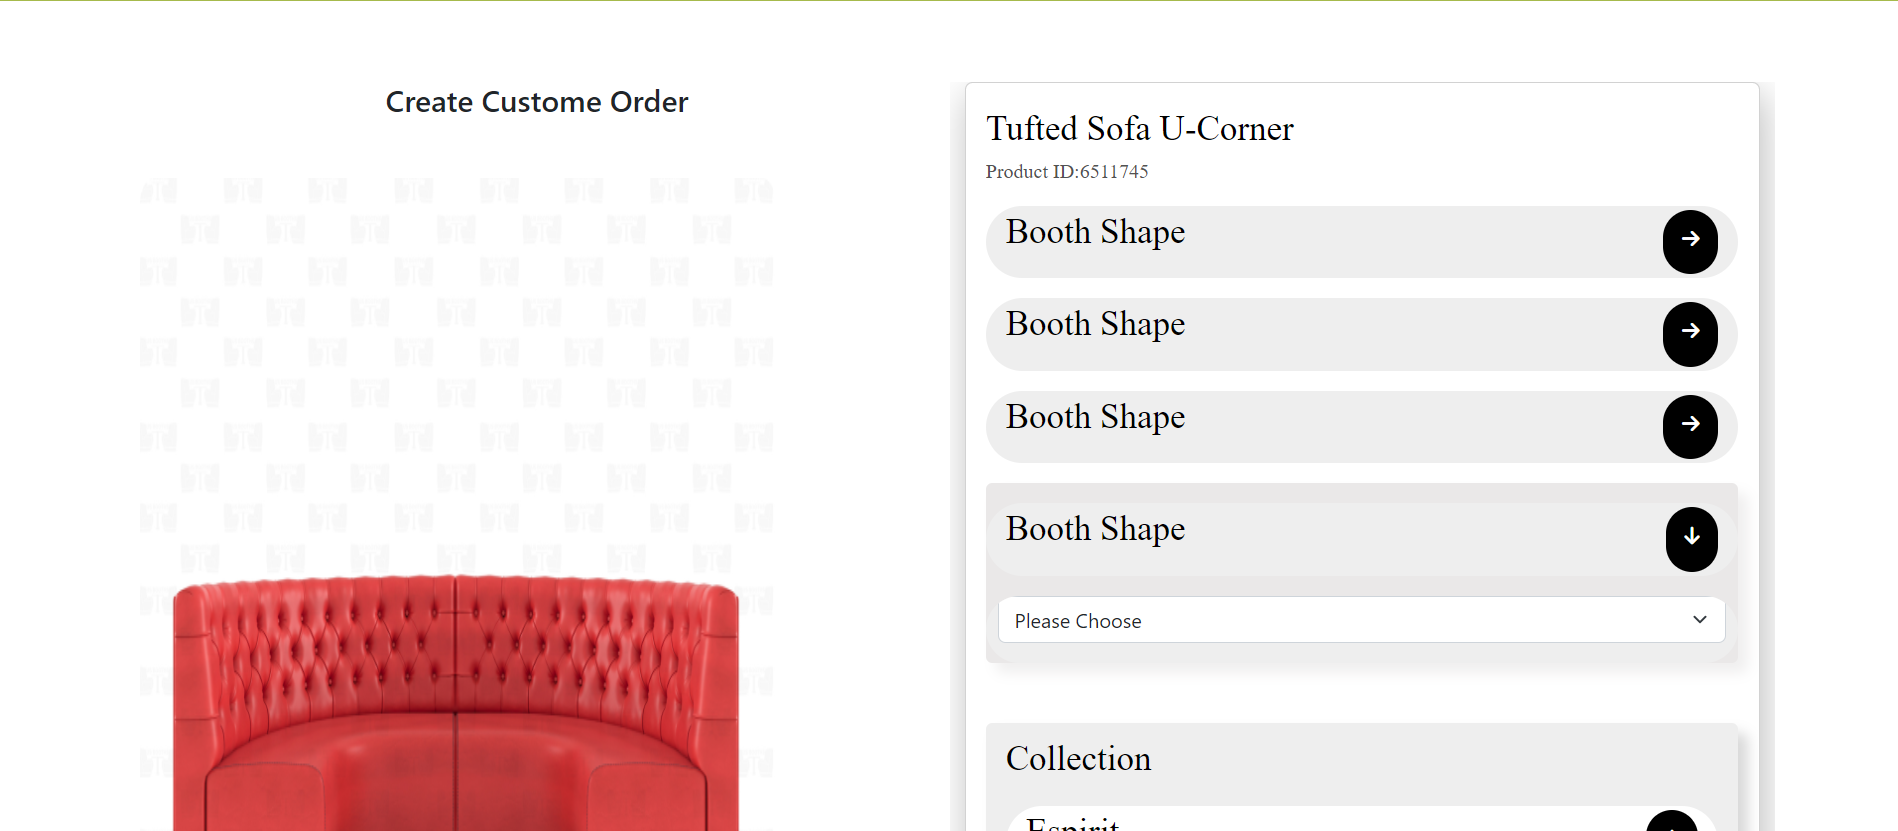 Create Custome Order
Tufted Sofa U-Corner
Product ID:6511745
Booth Shape
Booth Shape
Booth Shape
Booth Shape
Please Choose
Collection
Espirit